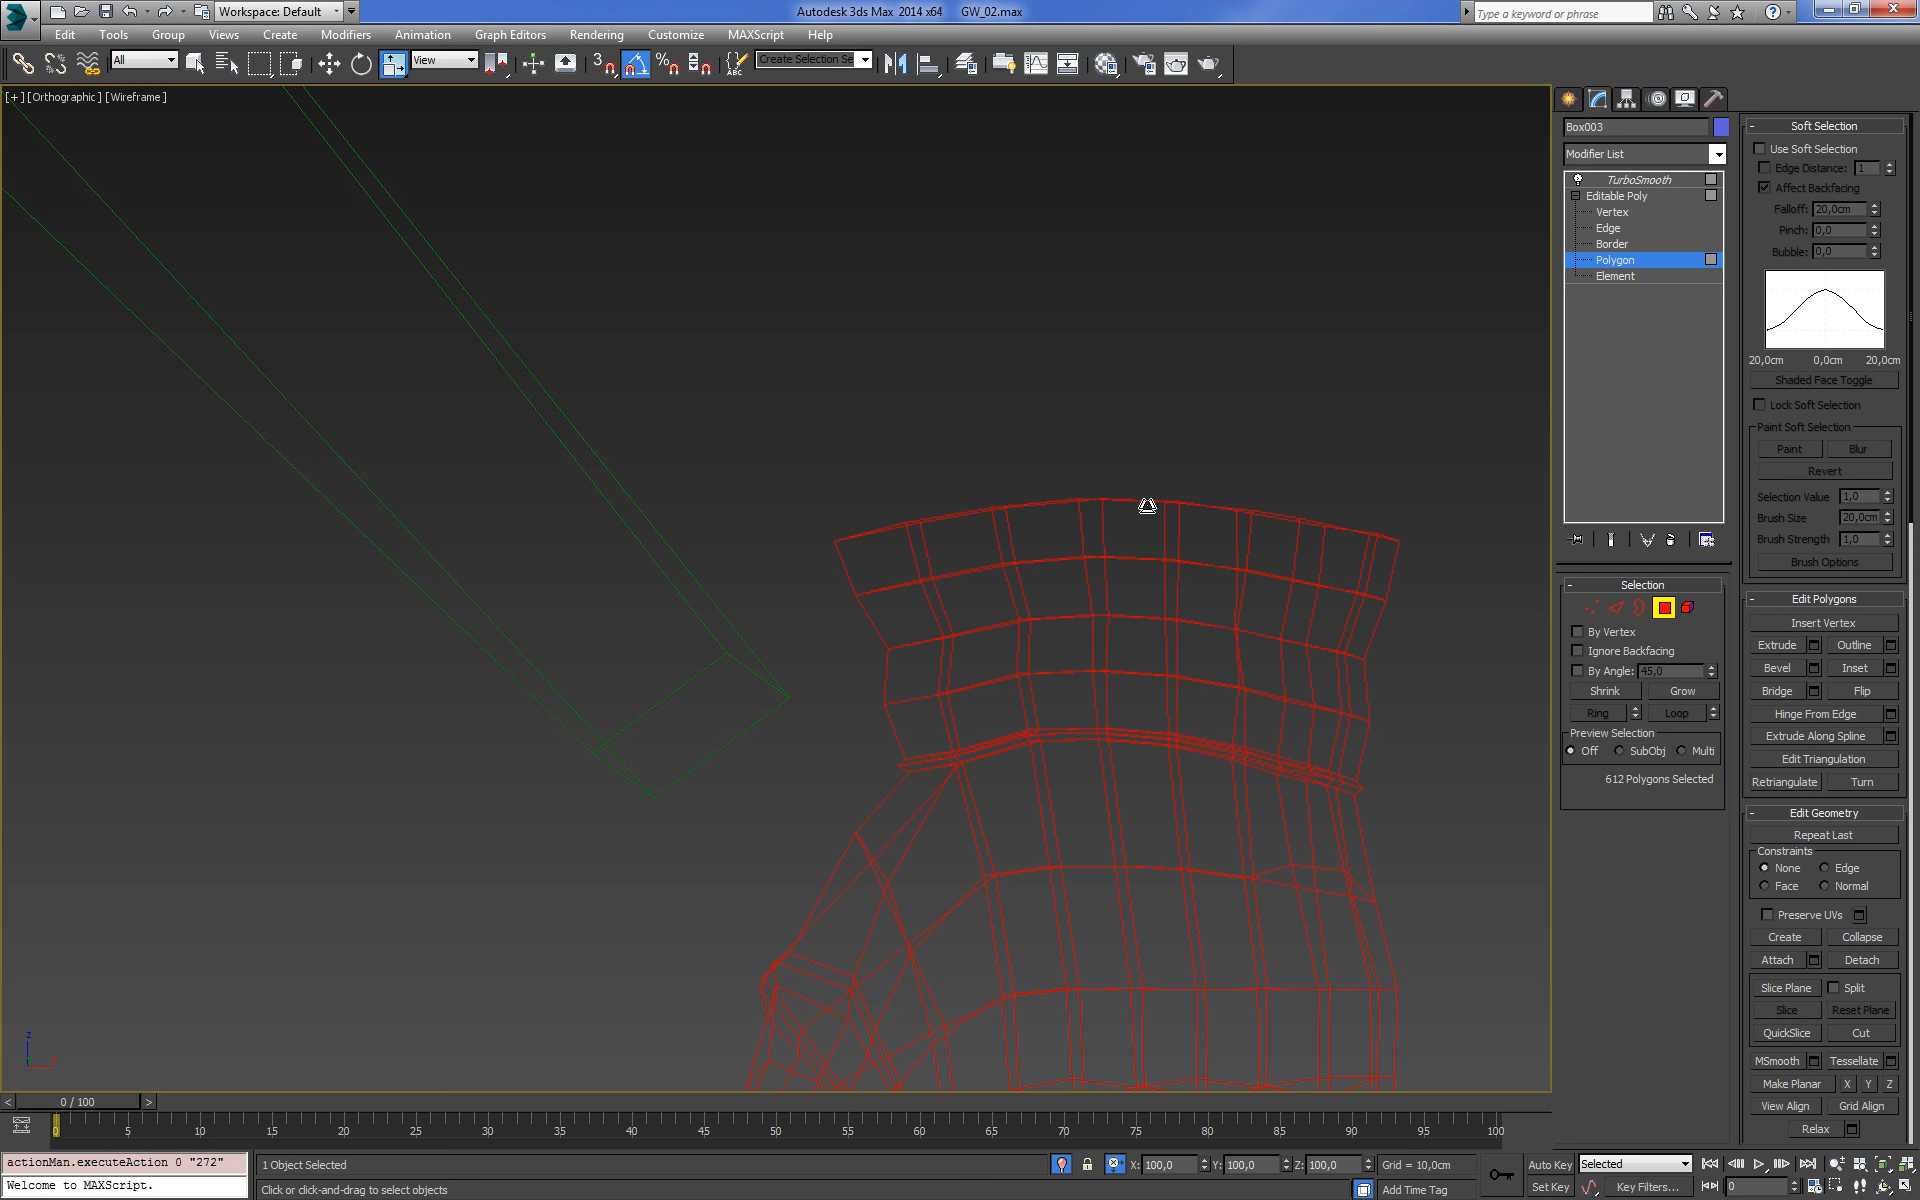 Workspace: Default
Autodesk 3ds Max 2014 x64 GW_02.max
Type a keyword or phrase
Edit Tools Group Views Create Modifiers Animation Graph Editors Rendering Customize MAXScript Help
All
View
3
%
ABC
Create Selection Se
[+] [Orthographic] [Wireframe]
z
Box003
Modifier List
TurboSmooth
Editable Poly
Vertex
Edge
Border
Polygon
Element
Selection
By Vertex
Ignore Backfacing
By Angle: 45,0
Shrink Grow
Ring Loop
Preview Selection
Off SubObj Multi
612 Polygons Selected
Soft Selection
Use Soft Selection
Edge Distance: 1
Affect Backfacing
Falloff: 20,0cm
Pinch: 0,0
Bubble: 0,0
20,0cm 0,0cm 20,0cm
Shaded Face Toggle
Lock Soft Selection
Paint Soft Selection
Paint Blur
Revert
Selection Value 1,0
Brush Size 20,0cm
Brush Strength 1,0
Brush Options
Edit Polygons
Insert Vertex
Extrude Outline
Bevel Inset
Bridge Flip
Hinge From Edge
Extrude Along Spline
Edit Triangulation
Retriangulate Turn
Edit Geometry
Repeat Last
Constraints
None Edge
Face Normal
Preserve UVs
Create Collapse
Attach Detach
Slice Plane Split
Slice Reset Plane
QuickSlice Cut
MSmooth Tessellate
Make Planar X Y Z
View Align Grid Align
Relax
< 0 / 100 >
0 5 10 15 20 25 30 35 40 45 50 55 60 65 70 75 80 85 90 95 100
actionMan.executeAction 0 "272"
Welcome to MAXScript.
1 Object Selected
Click or click-and-drag to select objects
X: 100,0 Y: 100,0 Z: 100,0 Grid = 10,0cm
Add Time Tag
Auto Key Selected
Set Key Key Filters... 0